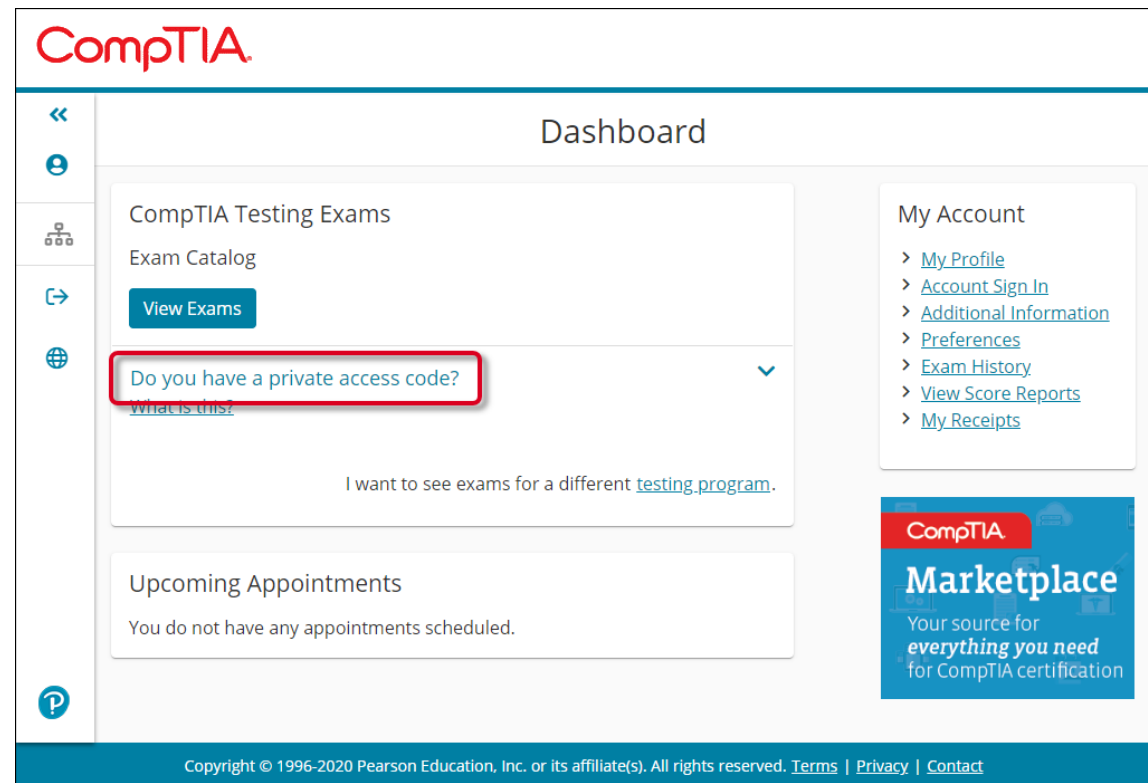 CompTIA.
Dashboard
CompTIA Testing Exams
Exam Catalog
View Exams
Do you have a private access code?
What is this?
I want to see exams for a different testing program.
Upcoming Appointments
You do not have any appointments scheduled.
My Account
My Profile
Account Sign In
Additional Information
Preferences
Exam History
View Score Reports
My Receipts
CompTIA
Marketplace
Your source for
everything you need
for CompTIA certification
Copyright © 1996-2020 Pearson Education, Inc. or its affiliate(s). All rights reserved. Terms | Privacy | Contact